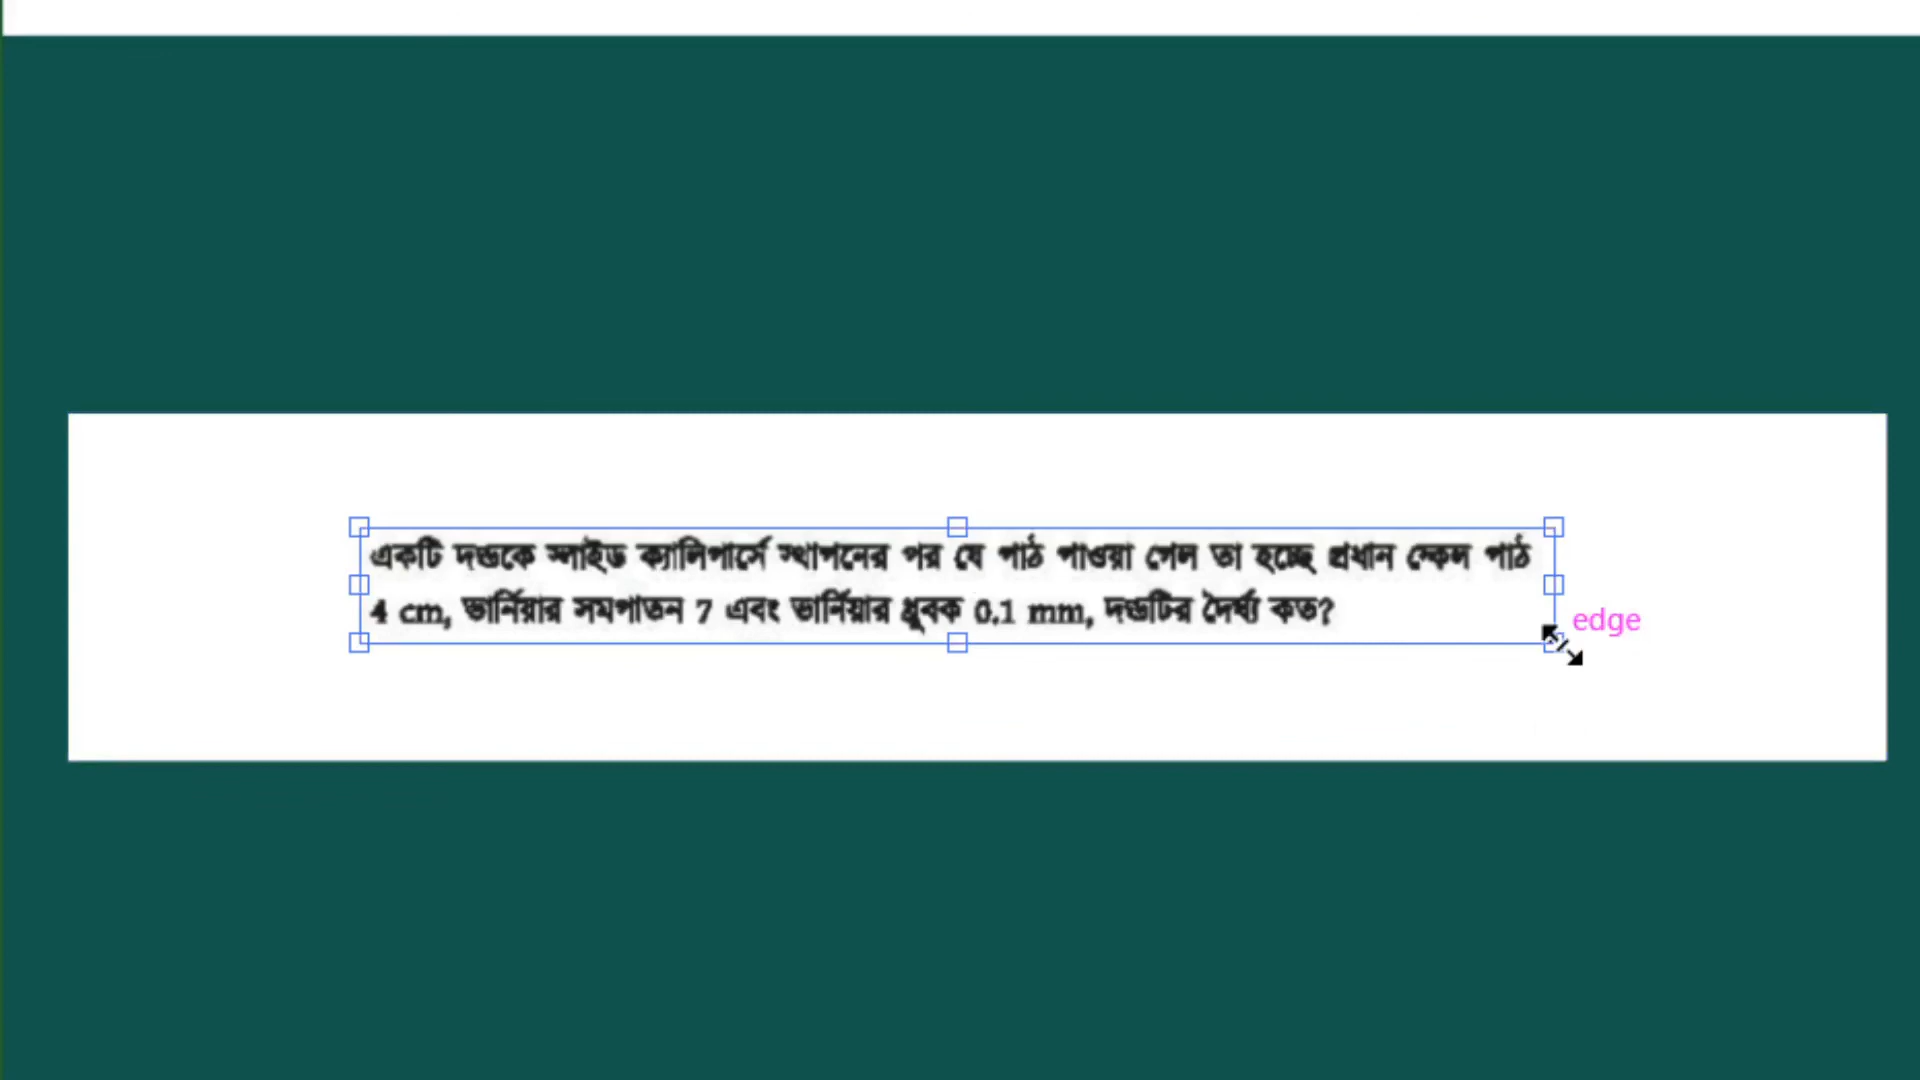 একটি দণ্ডকে স্লাইড ক্যালিপার্সে স্থাপনের পর যে পাঠ পাওয়া গেল তা হচ্ছে প্রধান স্কেল পাঠ
4 cm, ভার্নিয়ার সমপাতন 7 এবং ভার্নিয়ার ধ্রুবক 0.1 mm, দণ্ডটির দৈর্ঘ্য কত?
edge